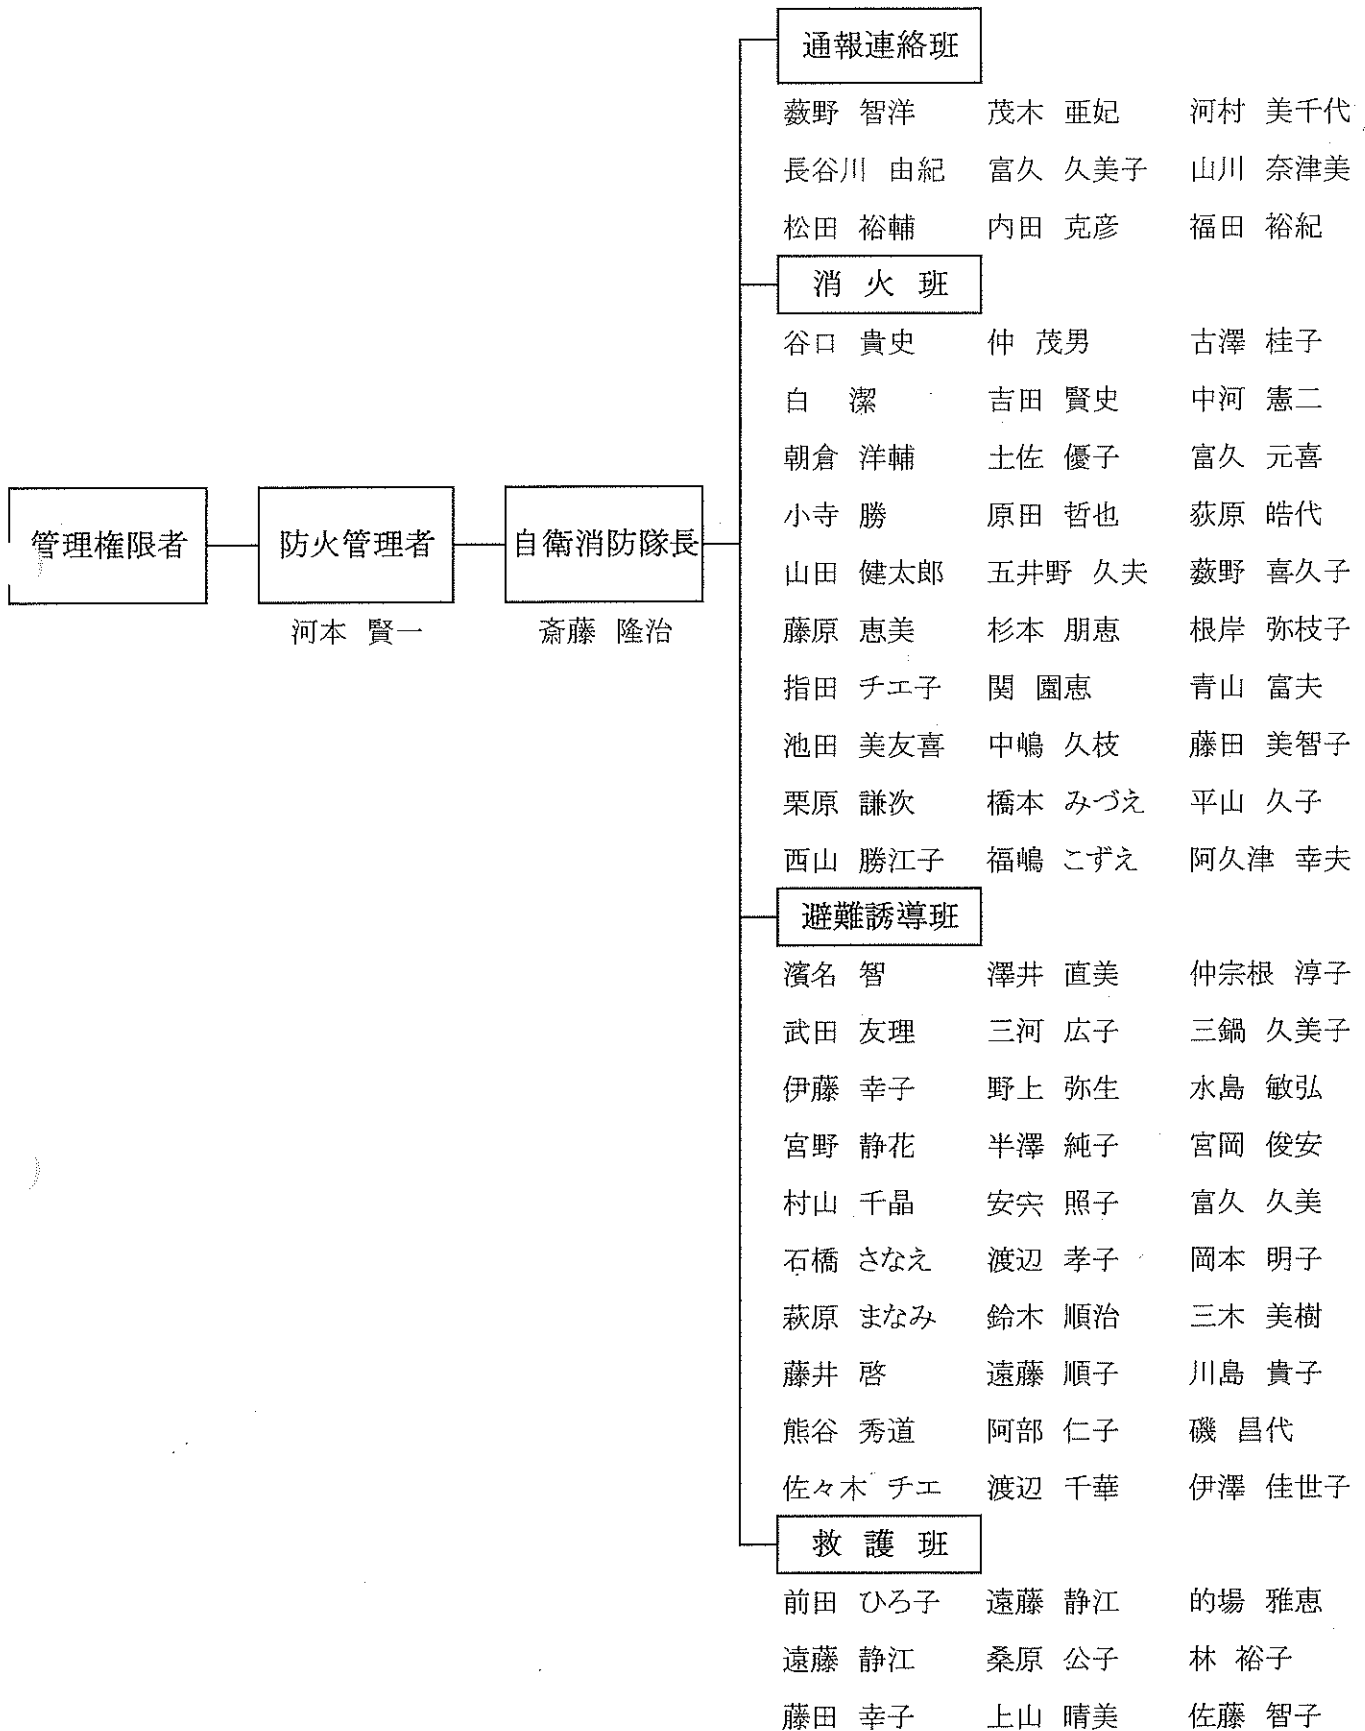 通報連絡班
薮野 智洋 茂木 亜妃 河村 美千代
長谷川 由紀 富久 久美子 山川 奈津美
松田 裕輔 内田 克彦 福田 裕紀
消 火 班
谷口 貴史 仲 茂男 古澤 桂子
白 潔 吉田 賢史 中河 憲二
朝倉 洋輔 土佐 優子 富久 元喜
小寺 勝 原田 哲也 荻原 皓代
管理権限者 防火管理者 自衛消防隊長
山田 健太郎 五井野 久夫 薮野 喜久子
河本 賢一 斎藤 隆治
藤原 恵美 杉本 朋恵 根岸 弥枝子
指田 チエ子 関 園恵 青山 富夫
池田 美友喜 中嶋 久枝 藤田 美智子
栗原 謙次 橋本 みづえ 平山 久子
西山 勝江子 福嶋 こずえ 阿久津 幸夫
避難誘導班
濱名 智 澤井 直美 仲宗根 淳子
武田 友理 三河 広子 三鍋 久美子
伊藤 幸子 野上 弥生 水島 敏弘
宮野 静花 半澤 純子 宮岡 俊安
村山 千晶 安宍 照子 富久 久美
石橋 さなえ 渡辺 孝子 岡本 明子
萩原 まなみ 鈴木 順治 三木 美樹
藤井 啓 遠藤 順子 川島 貴子
熊谷 秀道 阿部 仁子 磯 昌代
佐々木 チエ 渡辺 千華 伊澤 佳世子
救 護 班
前田 ひろ子 遠藤 静江 的場 雅恵
遠藤 静江 桑原 公子 林 裕子
藤田 幸子 上山 晴美 佐藤 智子